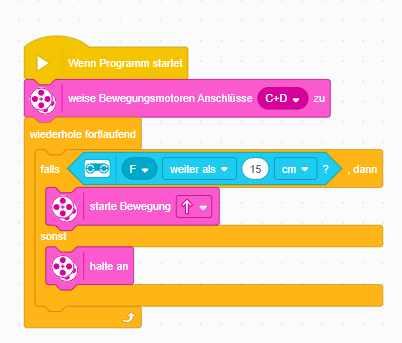 Wenn Programm startet
weise Bewegungsmotoren Anschlüsse C+D zu
wiederhole fortlaufend
falls F weiter als 15 cm ? , dann
starte Bewegung
sonst
halte an